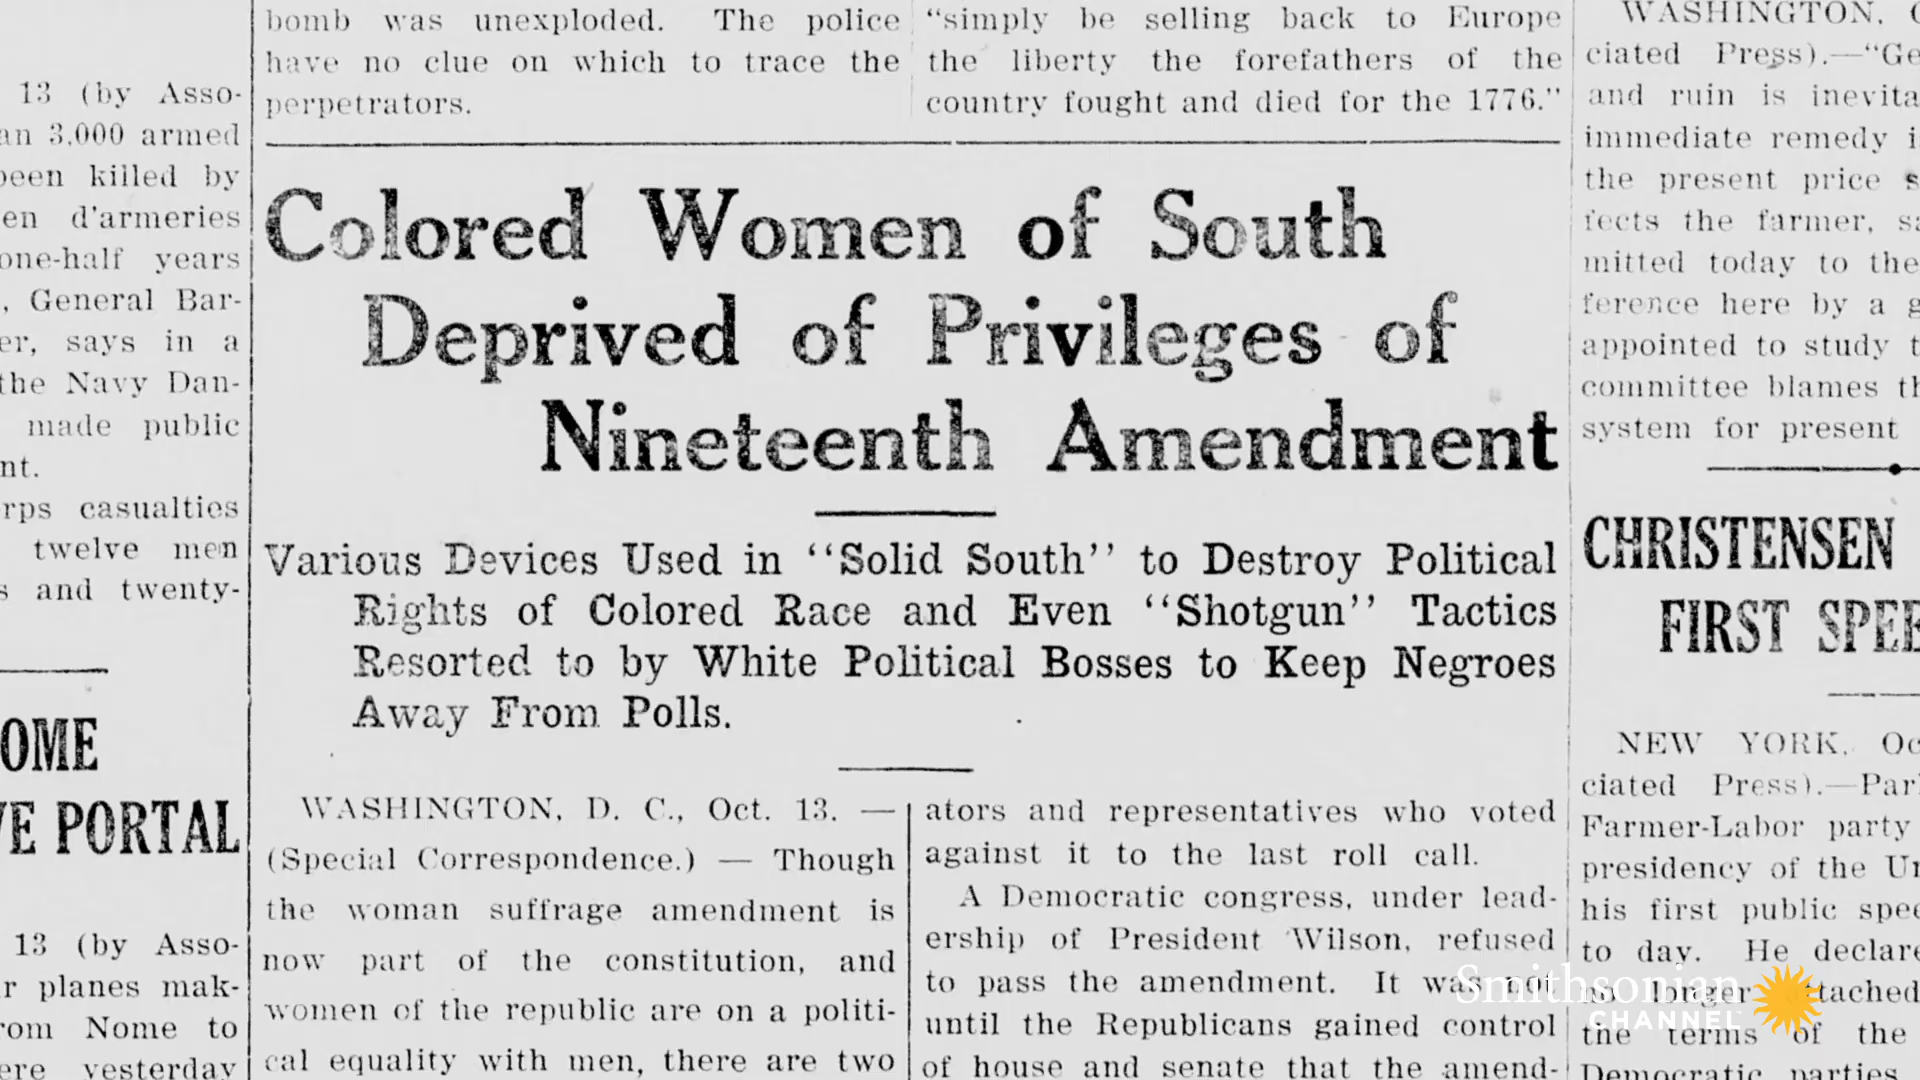 13 (by Asso-
an 3,000 armed
been killed by
en d'armeries
one-half years
, General Bar-
er, says in a
the Navy Dan-
made public
nt.
rps casualties
twelve men
s and twenty-
OME
VE PORTAL
13 (by Asso-
r planes mak-
rom Nome to
ere yesterday
bomb was unexploded. The police
have no clue on which to trace the
perpetrators.
"simply be selling back to Europe
the liberty the forefathers of the
country fought and died for the 1776."
Colored Women of South
Deprived of Privileges of
Nineteenth Amendment
Various Devices Used in "Solid South" to Destroy Political
Rights of Colored Race and Even "Shotgun" Tactics
Resorted to by White Political Bosses to Keep Negroes
Away From Polls.
WASHINGTON, D. C., Oct. 13. —
(Special Correspondence.) — Though
the woman suffrage amendment is
now part of the constitution, and
women of the republic are on a politi-
cal equality with men, there are two
ators and representatives who voted
against it to the last roll call.
A Democratic congress, under lead-
ership of President Wilson, refused
to pass the amendment. It was not
until the Republicans gained control
of house and senate that the amend-
WASHINGTON,
ciated Press).—"Ge
and ruin is inevita
immediate remedy i
the present price s
fects the farmer, sa
mitted today to the
ference here by a g
appointed to study t
committee blames th
system for present
CHRISTENSEN
FIRST SPEE
NEW YORK, Oc
ciated Press).—Par
Farmer-Labor party
presidency of the Un
his first public spee
to day. He declare
no longer attached
the terms of the
Democratic parties
Smithsonian
CHANNEL